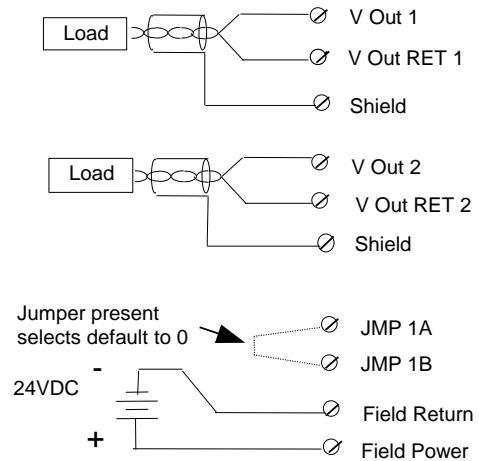 Load
V Out 1
V Out RET 1
Shield
Load
V Out 2
V Out RET 2
Shield
Jumper present
selects default to 0
JMP 1A
JMP 1B
-
24VDC
+
Field Return
Field Power